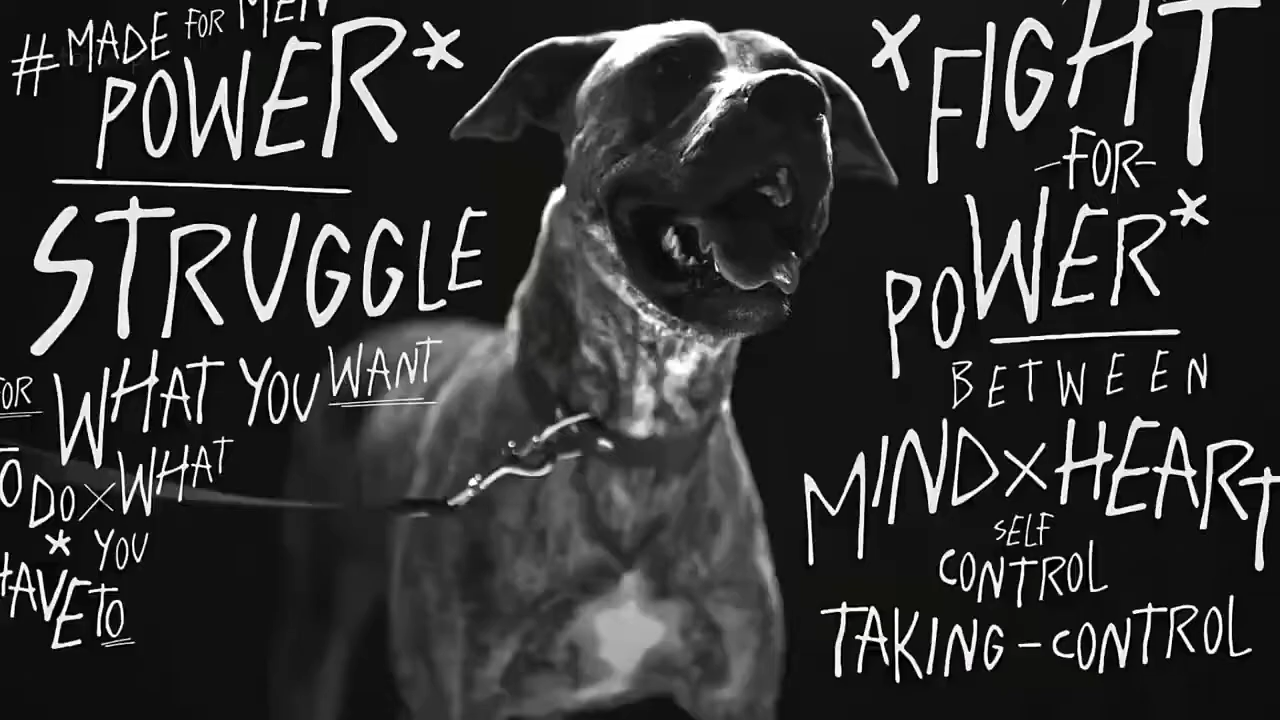 # MADE FOR MEN
POWER*
STRUGGLE
FOR WHAT YOU WANT
TO DO X WHAT
* YOU
HAVE TO
*FIGHT
-FOR-
POWER*
BETWEEN
MIND X HEART
SELF
CONTROL
TAKING-CONTROL